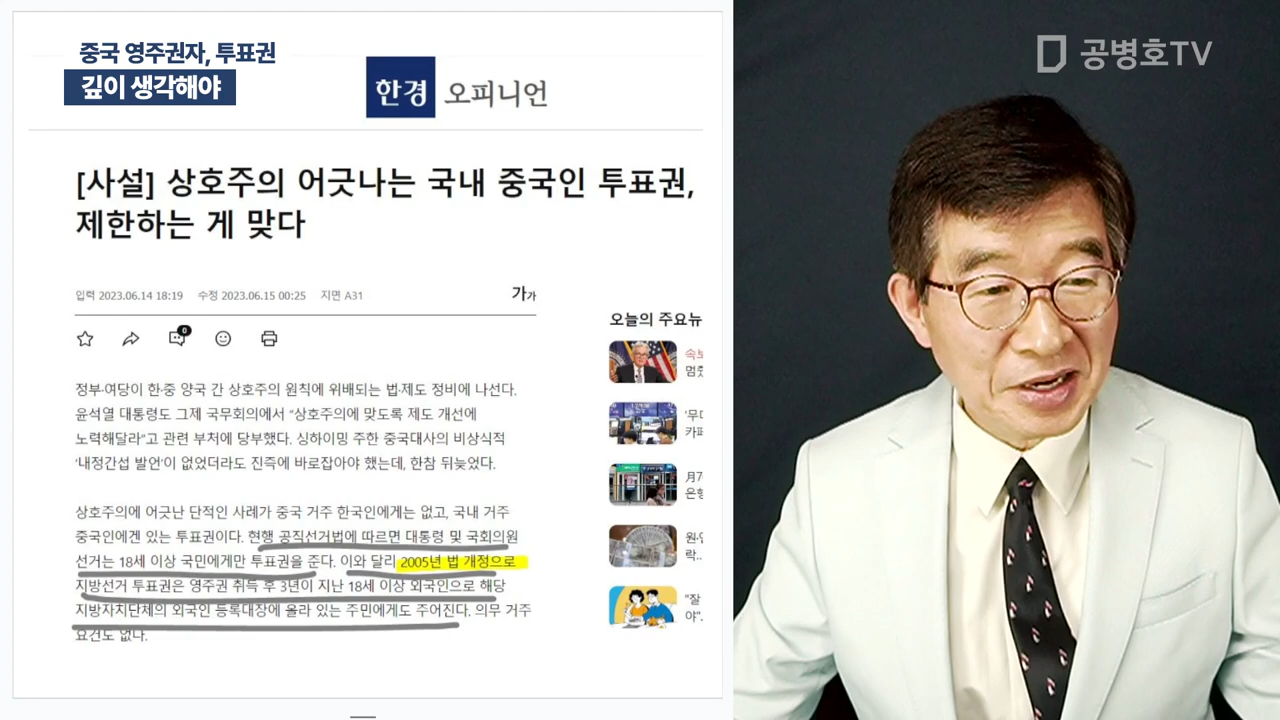 중국 영주권자, 투표권
깊이 생각해야
공병호TV
한경 오피니언
[사설] 상호주의 어긋나는 국내 중국인 투표권,
제한하는 게 맞다
입력 2023.06.14 18:19 수정 2023.06.15 00:25 지면 A31
가가
0
정부·여당이 한·중 양국 간 상호주의 원칙에 위배되는 법·제도 정비에 나선다.
윤석열 대통령도 그제 국무회의에서 “상호주의에 맞도록 제도 개선에
노력해달라”고 관련 부처에 당부했다. 싱하이밍 주한 중국대사의 비상식적
‘내정간섭 발언’이 없었더라도 진즉에 바로잡아야 했는데, 한참 뒤늦었다.
상호주의에 어긋난 단적인 사례가 중국 거주 한국인에게는 없고, 국내 거주
중국인에겐 있는 투표권이다. 현행 공직선거법에 따르면 대통령 및 국회의원
선거는 18세 이상 국민에게만 투표권을 준다. 이와 달리 2005년 법 개정으로
지방선거 투표권은 영주권 취득 후 3년이 지난 18세 이상 외국인으로 해당
지방자치단체의 외국인 등록대장에 올라 있는 주민에게도 주어진다. 의무 거주
요건도 없다.
오늘의 주요뉴
속보
멈췄
‘무디
카파
月7
은행
원·엔
락..
"잘
야"..